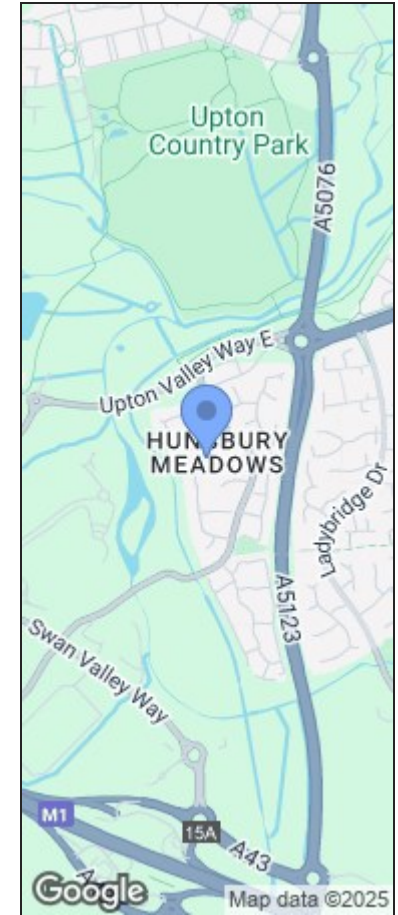 Upton
Country Park
A5076
Upton Valley Way E
HUNSBURY
MEADOWS
Ladybridge Dr
A5123
Swan Valley Way
M1
15A
A43
Google
Map data ©2025